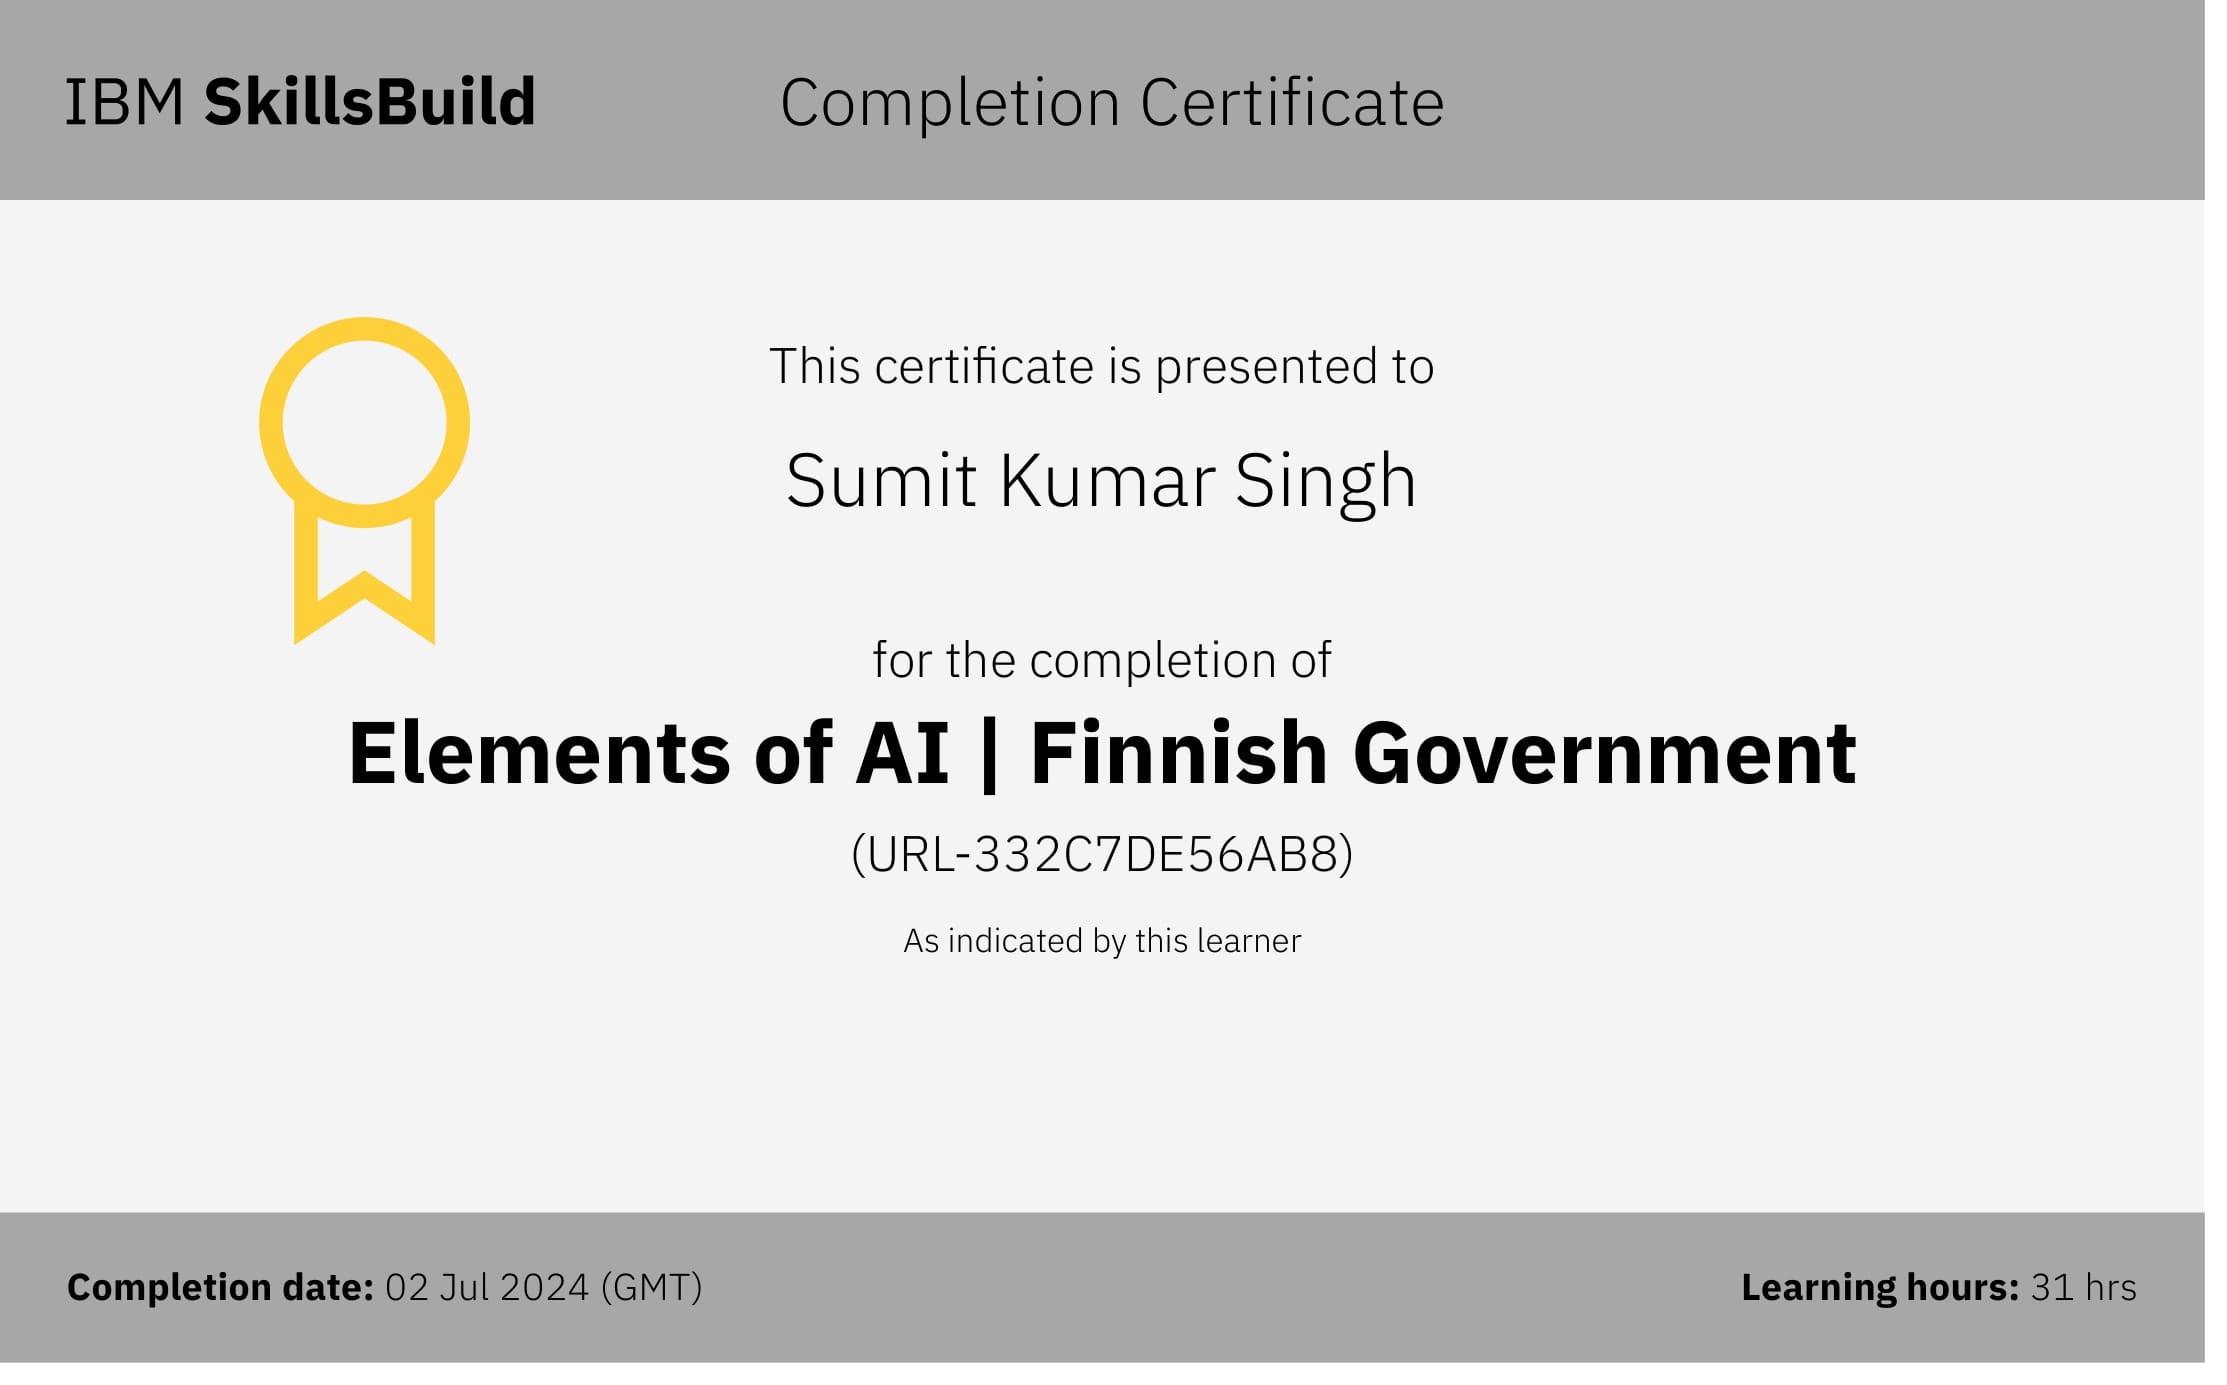 IBM SkillsBuild
Completion Certificate
This certificate is presented to
Sumit Kumar Singh
for the completion of
Elements of AI | Finnish Government
(URL-332C7DE56AB8)
As indicated by this learner
Completion date: 02 Jul 2024 (GMT)
Learning hours: 31 hrs